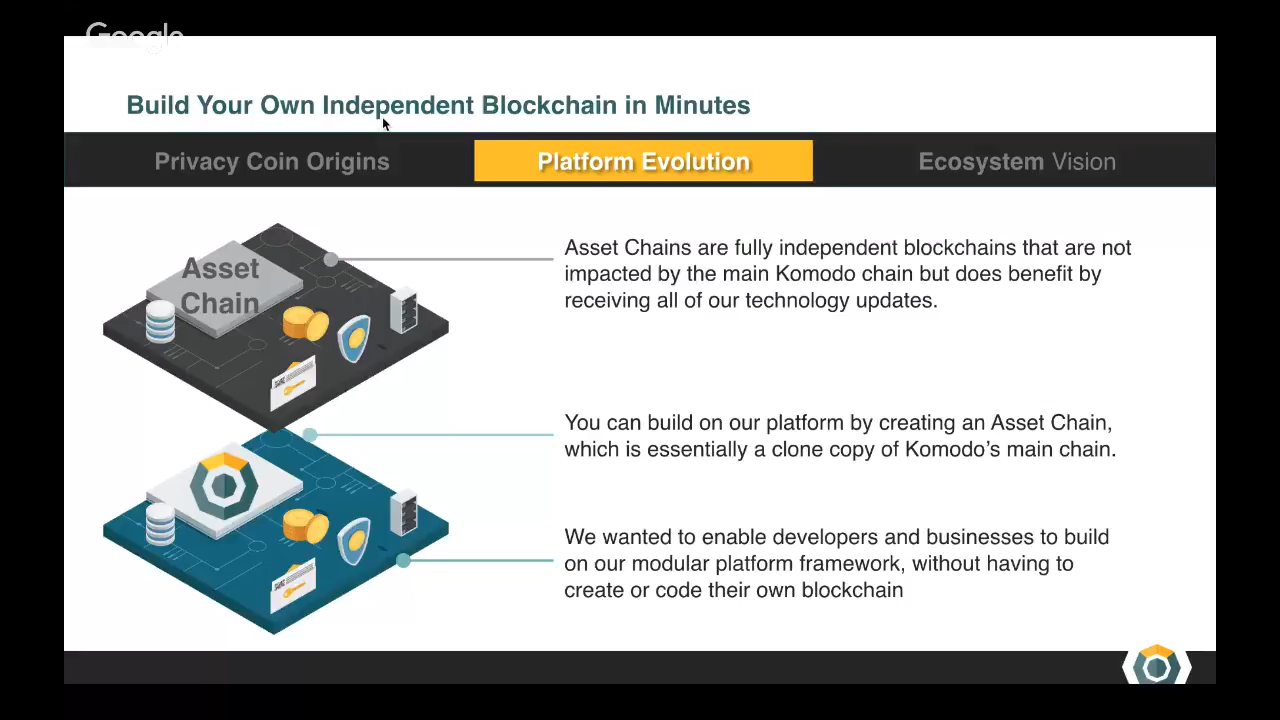 Google
Build Your Own Independent Blockchain in Minutes
Privacy Coin Origins
Platform Evolution
Ecosystem Vision
Asset
Chain
Asset Chains are fully independent blockchains that are not
impacted by the main Komodo chain but does benefit by
receiving all of our technology updates.
You can build on our platform by creating an Asset Chain,
which is essentially a clone copy of Komodo’s main chain.
We wanted to enable developers and businesses to build
on our modular platform framework, without having to
create or code their own blockchain